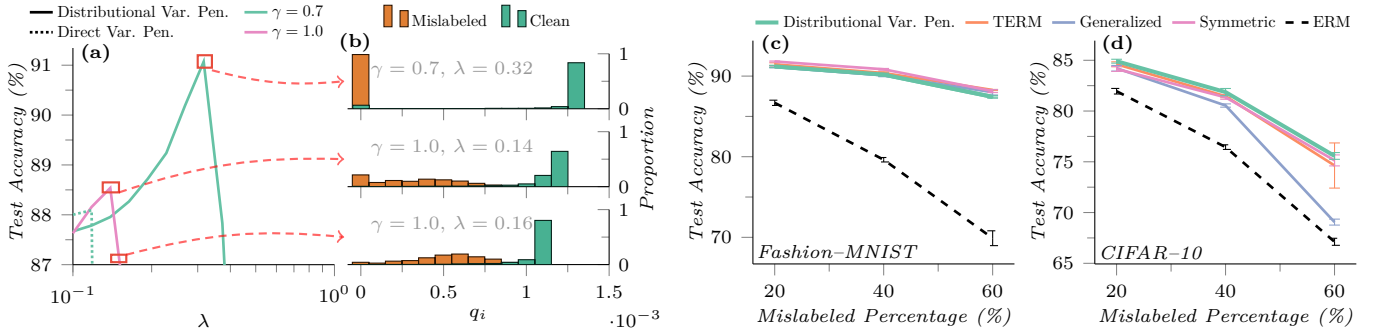 Distributional Var. Pen.
γ = 0.7
Direct Var. Pen.
γ = 1.0
(a)
Test Accuracy (%)
91
90
89
88
87
10⁻¹
10⁰
λ
Mislabeled
Clean
(b)
γ = 0.7, λ = 0.32
1
0
γ = 1.0, λ = 0.14
1
0
γ = 1.0, λ = 0.16
1
0
Proportion
0
0.5
1
1.5
·10⁻³
qᵢ
Distributional Var. Pen.
TERM
Generalized
Symmetric
ERM
(c)
Test Accuracy (%)
90
80
70
Fashion–MNIST
20
40
60
Mislabeled Percentage (%)
(d)
Test Accuracy (%)
85
80
75
70
65
CIFAR–10
20
40
60
Mislabeled Percentage (%)